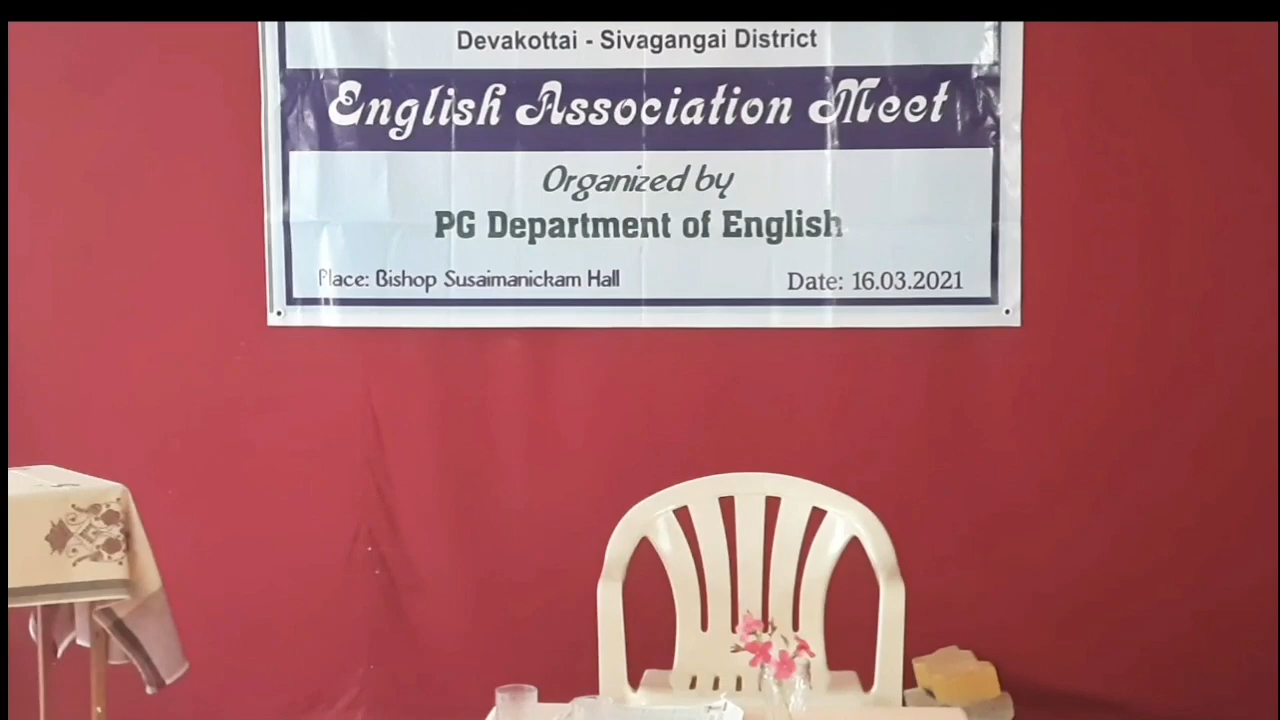 Devakottai - Sivagangai District
English Association Meet
Organized by
PG Department of English
Place: Bishop Susaimanickam Hall
Date: 16.03.2021